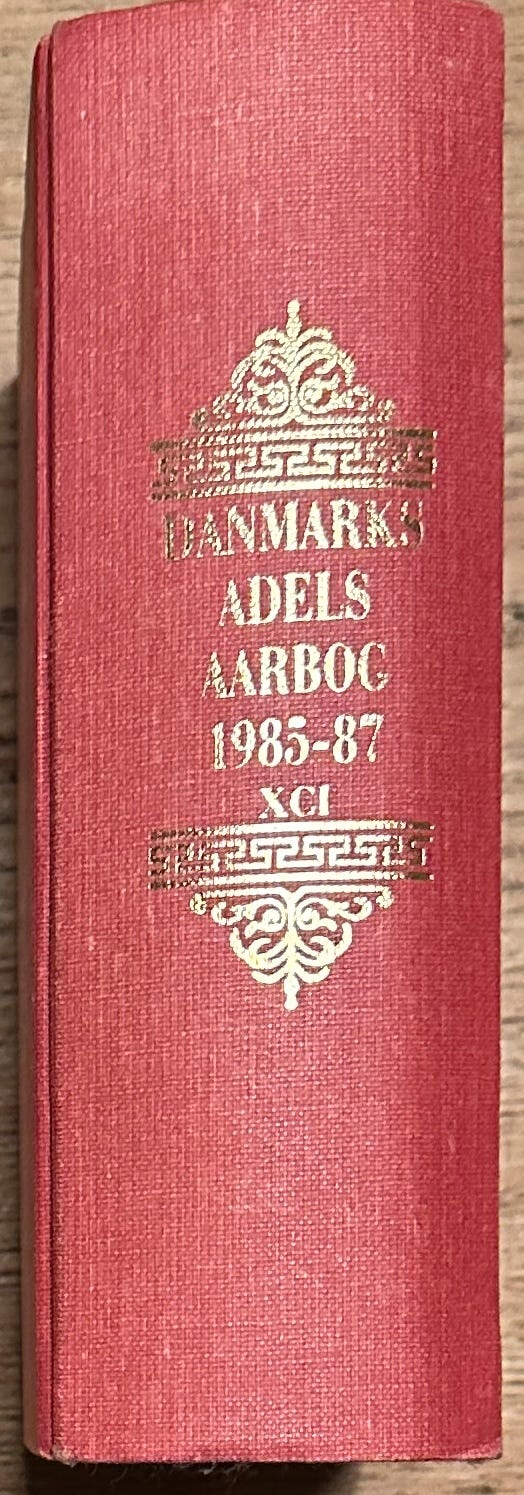 DANMARKS
ADELS
AARBOG
1985-87
XCI